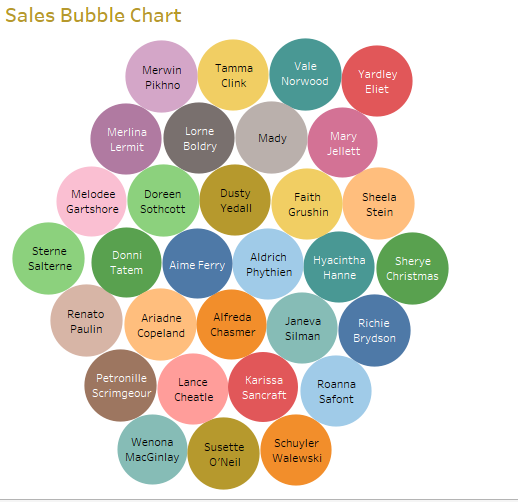 Sales Bubble Chart
Merwin
Pikhno
Tamma
Clink
Vale
Norwood
Yardley
Eliet
Merlina
Lermit
Lorne
Boldry
Mady
Mary
Jellett
Melodee
Gartshore
Doreen
Sothcott
Dusty
Yedall
Faith
Grushin
Sheela
Stein
Sterne
Salterne
Donni
Tatem
Aime Ferry
Aldrich
Phythien
Hyacintha
Hanne
Sherye
Christmas
Renato
Paulin
Ariadne
Copeland
Alfreda
Chasmer
Janeva
Silman
Richie
Brydson
Petronille
Scrimgeour
Lance
Cheatle
Karissa
Sancraft
Roanna
Safont
Wenona
MacGinlay
Susette
O'Neil
Schuyler
Walewski